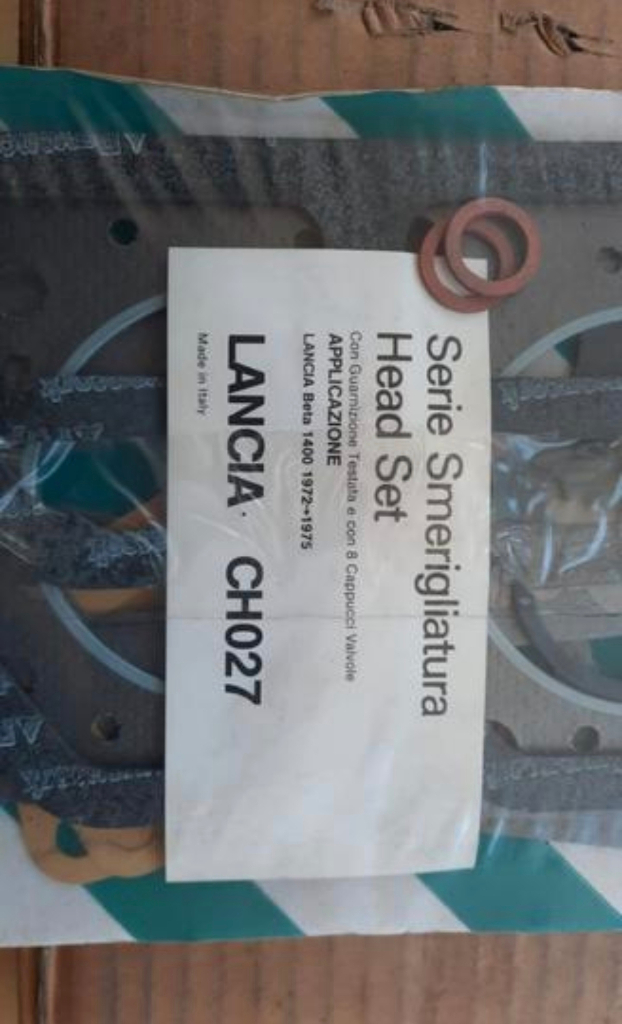 Serie Smerigliatura
Head Set
Con Guarnizione Testata e con 8 Cappucci Valvole
APPLICAZIONE
LANCIA Beta 1400 1972→1975
LANCIA· CH027
Made in Italy